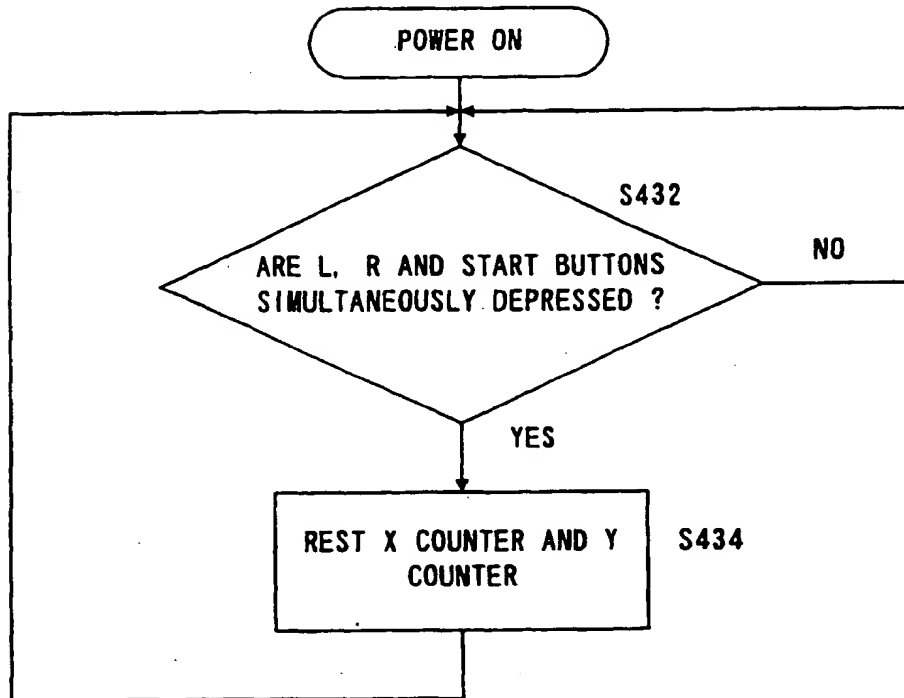 POWER ON
S432
ARE L, R AND START BUTTONS
SIMULTANEOUSLY DEPRESSED ?
NO
YES
REST X COUNTER AND Y
COUNTER
S434